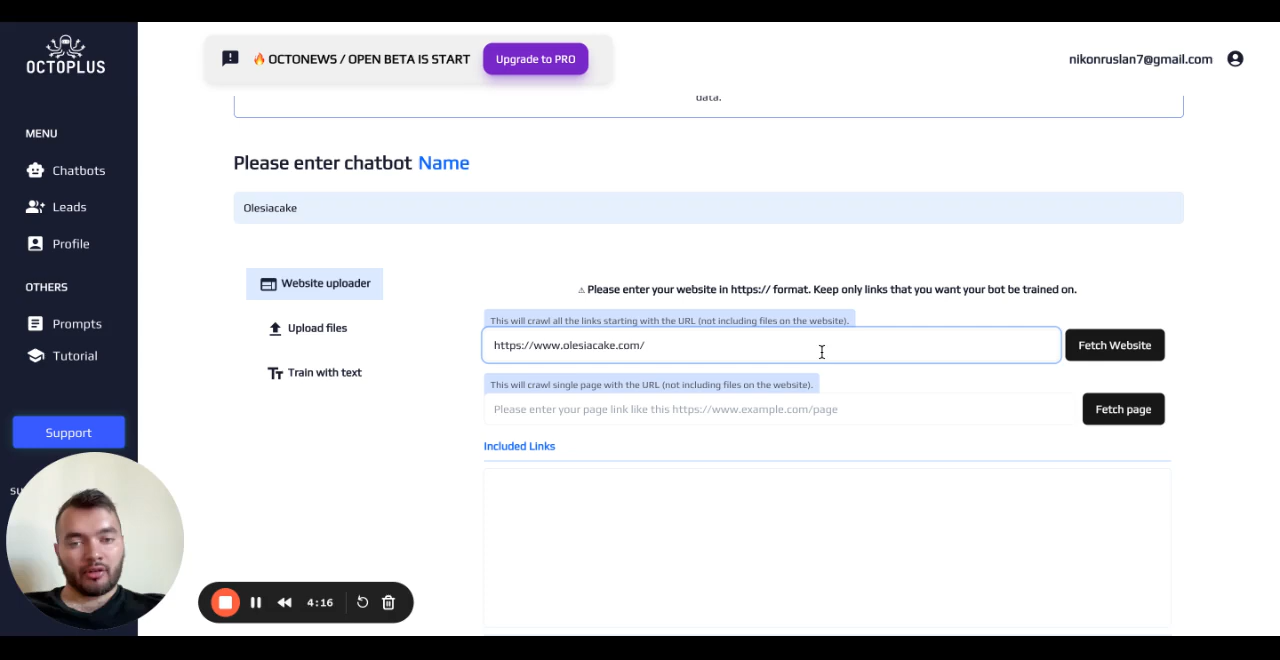 OCTOPLUS
OCTONEWS / OPEN BETA IS START
Upgrade to PRO
nikonruslan7@gmail.com
data.
MENU
Chatbots
Leads
Profile
OTHERS
Prompts
Tutorial
Support
Please enter chatbot Name
Olesiacake
Website uploader
Upload files
Train with text
Please enter your website in https:// format. Keep only links that you want your bot be trained on.
This will crawl all the links starting with the URL (not including files on the website).
https://www.olesiacake.com/
Fetch Website
This will crawl single page with the URL (not including files on the website).
Please enter your page link like this https://www.example.com/page
Fetch page
Included Links
4:16